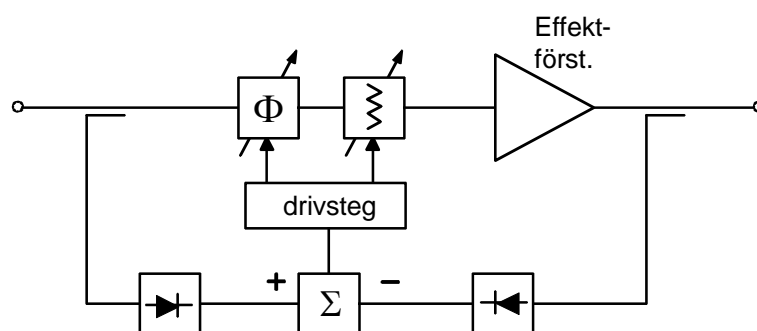 Effekt-
först.
Φ
drivsteg
+
Σ
−